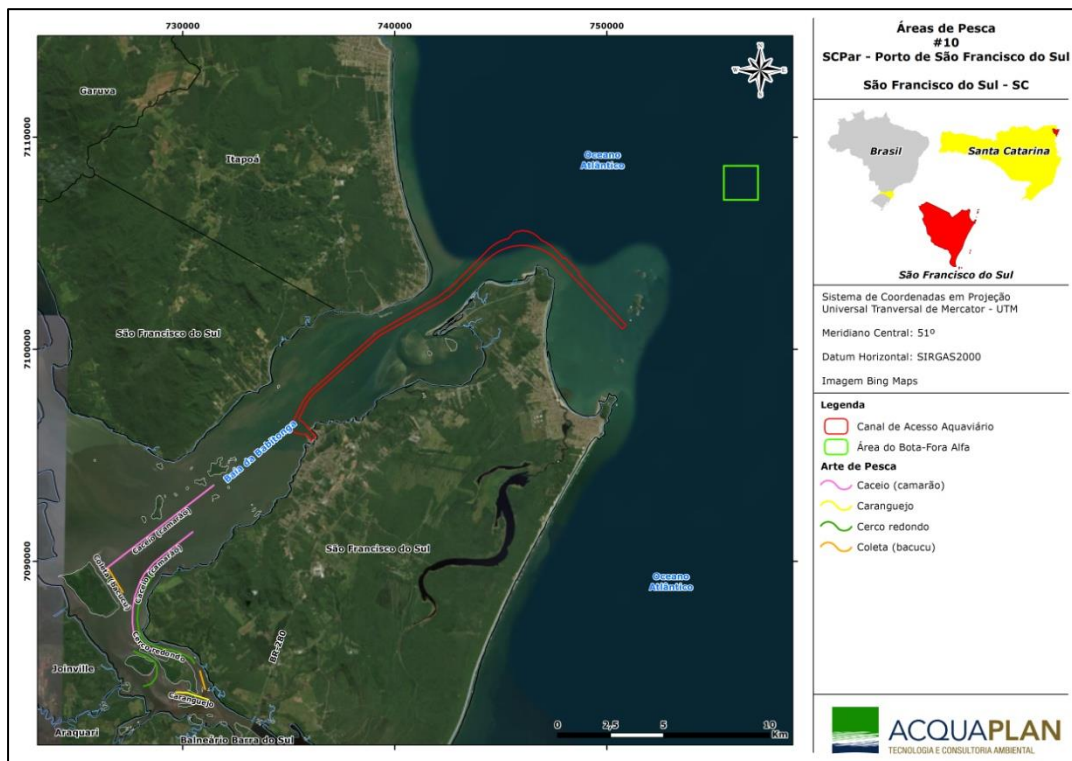 730000
740000
750000
7110000
7100000
7090000
Garuva
Itapoá
Oceano
Atlântico
São Francisco do Sul
Baía da Babitonga
Caceio (camarão)
Caceio (camarão)
Coleta (bacucu)
São Francisco do Sul
Oceano
Atlântico
Cerco redondo
BR-280
Joinville
Caranguejo
Araquari
Balneário Barra do Sul
0
2,5
5
10
Km
Áreas de Pesca
#10
SCPar - Porto de São Francisco do Sul
São Francisco do Sul - SC
Brasil
Santa Catarina
São Francisco do Sul
Sistema de Coordenadas em Projeção
Universal Tranversal de Mercator - UTM
Meridiano Central: 51º
Datum Horizontal: SIRGAS2000
Imagem Bing Maps
Legenda
Canal de Acesso Aquaviário
Área do Bota-Fora Alfa
Arte de Pesca
Caceio (camarão)
Caranguejo
Cerco redondo
Coleta (bacucu)
ACQUAPLAN
TECNOLOGIA E CONSULTORIA AMBIENTAL